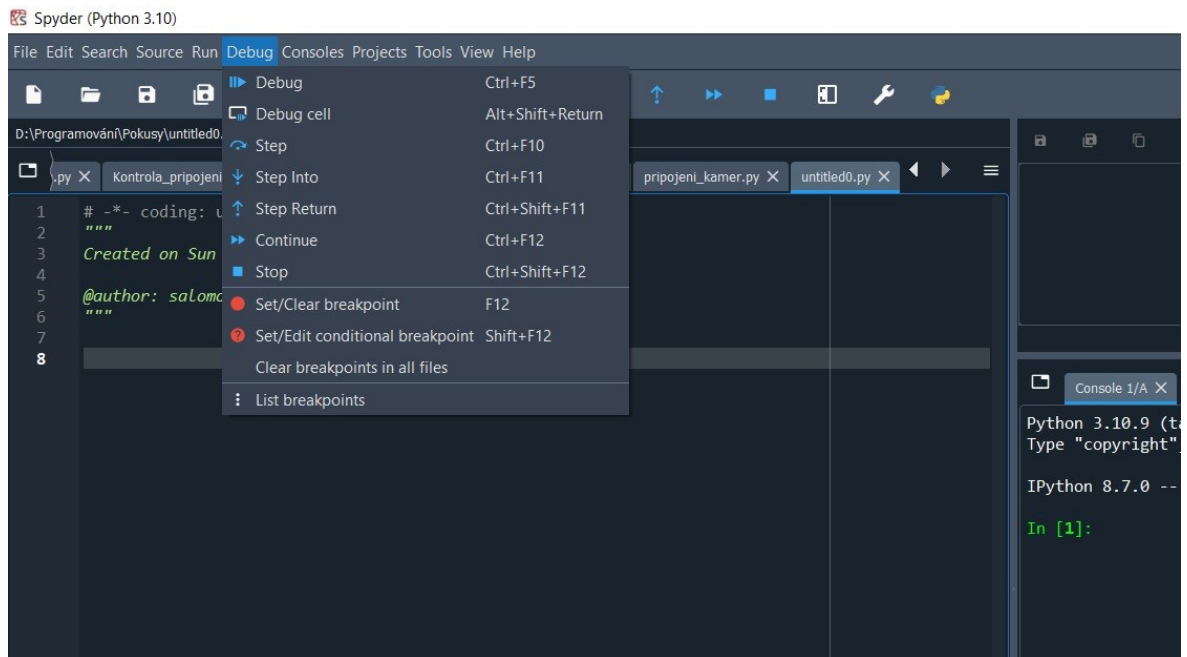 Spyder (Python 3.10)
File Edit Search Source Run Debug Consoles Projects Tools View Help
Debug Ctrl+F5
Debug cell Alt+Shift+Return
D:\Programování\Pokusy\untitled0.
Step Ctrl+F10
.py Kontrola_pripojeni
Step Into Ctrl+F11
pripojeni_kamer.py untitled0.py
Step Return Ctrl+Shift+F11
Continue Ctrl+F12
Stop Ctrl+Shift+F12
Set/Clear breakpoint F12
Set/Edit conditional breakpoint Shift+F12
Clear breakpoints in all files
List breakpoints
1 # -*- coding: u
2 """
3 Created on Sun
4
5 @author: salomo
6 """
7
8
Console 1/A
Python 3.10.9 (ta
Type "copyright",
IPython 8.7.0 --
In [1]: